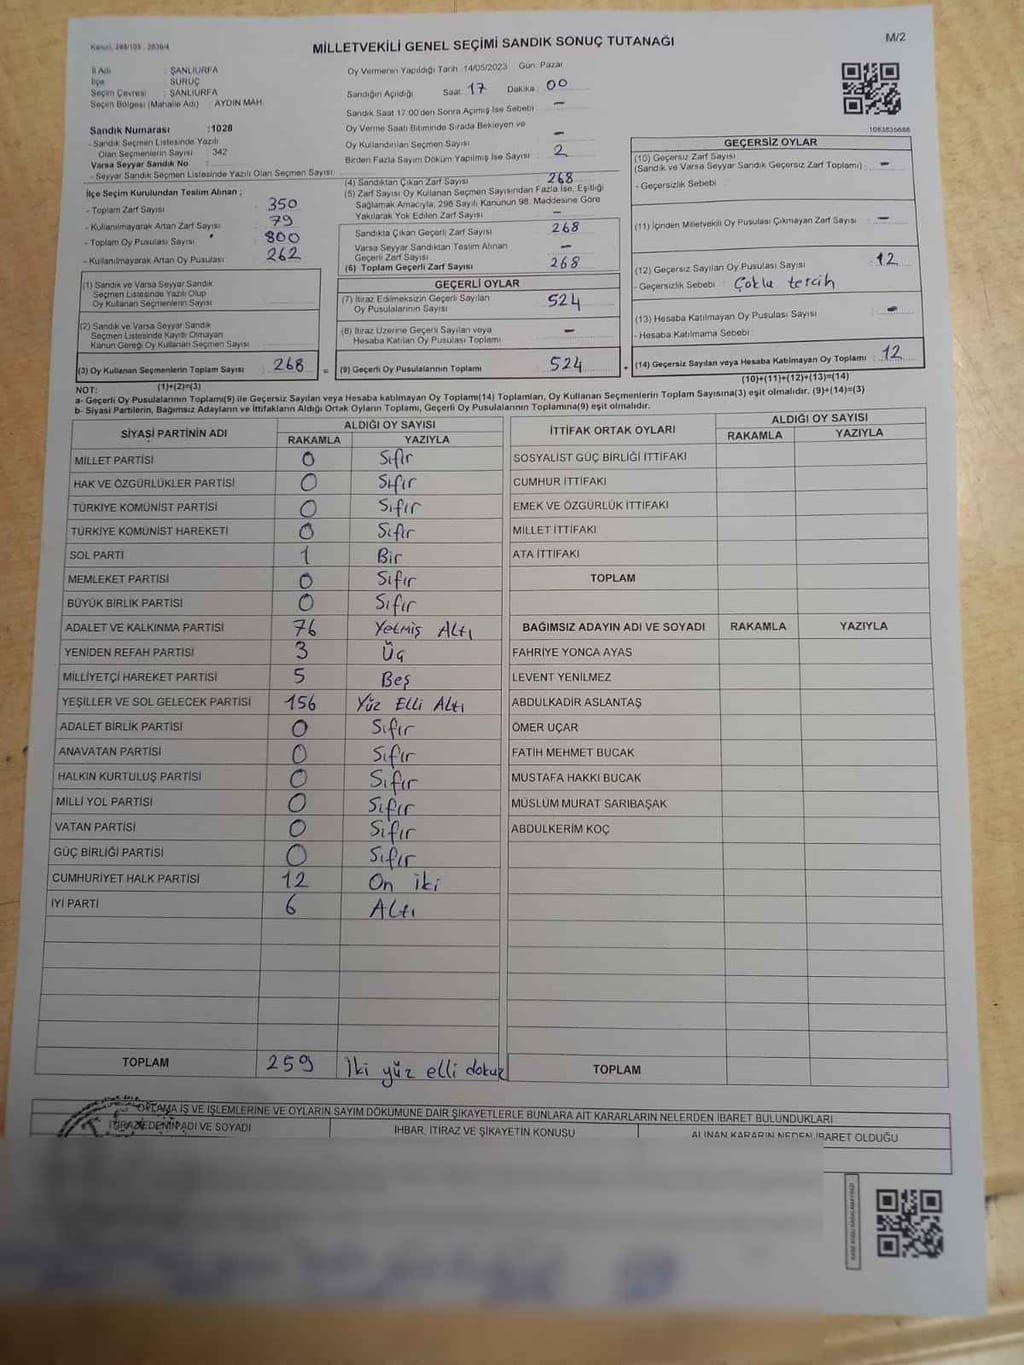 Kanun, 298/105 - 2839/4
MİLLETVEKİLİ GENEL SEÇİMİ SANDIK SONUÇ TUTANAĞI
M/2
İl Adı : ŞANLIURFA
İlçe : SURUÇ
Seçim Çevresi : ŞANLIURFA
Seçim Bölgesi (Mahalle Adı) : AYDIN MAH.
Sandık Numarası :1028
- Sandık Seçmen Listesinde Yazılı
Olan Seçmenlerin Sayısı : 342
Varsa Seyyar Sandık No :
- Seyyar Sandık Seçmen Listesinde Yazılı Olan Seçmen Sayısı :
İlçe Seçim Kurulundan Teslim Alınan ;
- Toplam Zarf Sayısı 350
- Kullanılmayarak Artan Zarf Sayısı 79
- Toplam Oy Pusulası Sayısı 800
- Kullanılmayarak Artan Oy Pusulası 262
(1) Sandık ve Varsa Seyyar Sandık
Seçmen Listesinde Yazılı Olup
Oy Kullanan Seçmenlerin Sayısı
(2) Sandık ve Varsa Seyyar Sandık
Seçmen Listesinde Kayıtlı Olmayan
Kanun Gereği Oy Kullanan Seçmen Sayısı
(3) Oy Kullanan Seçmenlerin Toplam Sayısı 268
(1)+(2)=(3)
Oy Vermenin Yapıldığı Tarih :14/05/2023 Gün: Pazar
Sandığın Açıldığı Saat: 17 Dakika: 00
Sandık Saat 17.00'den Sonra Açılmış İse Sebebi : -
Oy Verme Saati Bitiminde Sırada Bekleyen ve
Oy Kullandırılan Seçmen Sayısı -
Birden Fazla Sayım Döküm Yapılmış İse Sayısı 2
(4) Sandıktan Çıkan Zarf Sayısı 268
(5) Zarf Sayısı Oy Kullanan Seçmen Sayısından Fazla İse, Eşitliği
Sağlamak Amacıyla, 298 Sayılı Kanunun 98. Maddesine Göre
Yakılarak Yok Edilen Zarf Sayısı -
Sandıkta Çıkan Geçerli Zarf Sayısı 268
Varsa Seyyar Sandıktan Teslim Alınan
Geçerli Zarf Sayısı -
(6) Toplam Geçerli Zarf Sayısı 268
GEÇERLİ OYLAR
(7) İtiraz Edilmeksizin Geçerli Sayılan
Oy Pusulalarının Sayısı 524
(8) İtiraz Üzerine Geçerli Sayılan veya
Hesaba Katılan Oy Pusulası Toplamı -
= (9) Geçerli Oy Pusulalarının Toplamı 524
1083835686
GEÇERSİZ OYLAR
(10) Geçersiz Zarf Sayısı
(Sandık ve Varsa Seyyar Sandık Geçersiz Zarf Toplamı) : -
- Geçersizlik Sebebi :
(11) İçinden Milletvekili Oy Pusulası Çıkmayan Zarf Sayısı : -
(12) Geçersiz Sayılan Oy Pusulası Sayısı : 12
- Geçersizlik Sebebi : Çoklu tercih
(13) Hesaba Katılmayan Oy Pusulası Sayısı : -
- Hesaba Katılmama Sebebi :
+ (14) Geçersiz Sayılan veya Hesaba Katılmayan Oy Toplamı : 12
(10)+(11)+(12)+(13)=(14)
NOT:
a- Geçerli Oy Pusulalarının Toplamı(9) ile Geçersiz Sayılan veya Hesaba Katılmayan Oy Toplamı(14) Toplamları, Oy Kullanan Seçmenlerin Toplam Sayısına(3) eşit olmalıdır. (9)+(14)=(3)
b- Siyasi Partilerin, Bağımsız Adayların ve İttifakların Aldığı Ortak Oyların Toplamı, Geçerli Oy Pusulalarının Toplamına(9) eşit olmalıdır.
SİYASİ PARTİNİN ADI ALDIĞI OY SAYISI
RAKAMLA YAZIYLA
MİLLET PARTİSİ 0 Sıfır
HAK VE ÖZGÜRLÜKLER PARTİSİ 0 Sıfır
TÜRKİYE KOMÜNİST PARTİSİ 0 Sıfır
TÜRKİYE KOMÜNİST HAREKETİ 0 Sıfır
SOL PARTİ 1 Bir
MEMLEKET PARTİSİ 0 Sıfır
BÜYÜK BİRLİK PARTİSİ 0 Sıfır
ADALET VE KALKINMA PARTİSİ 76 Yetmiş Altı
YENİDEN REFAH PARTİSİ 3 Üç
MİLLİYETÇİ HAREKET PARTİSİ 5 Beş
YEŞİLLER VE SOL GELECEK PARTİSİ 156 Yüz Elli Altı
ADALET BİRLİK PARTİSİ 0 Sıfır
ANAVATAN PARTİSİ 0 Sıfır
HALKIN KURTULUŞ PARTİSİ 0 Sıfır
MİLLİ YOL PARTİSİ 0 Sıfır
VATAN PARTİSİ 0 Sıfır
GÜÇ BİRLİĞİ PARTİSİ 0 Sıfır
CUMHURİYET HALK PARTİSİ 12 On iki
İYİ PARTİ 6 Altı
TOPLAM 259 İki yüz elli dokuz
İTTİFAK ORTAK OYLARI ALDIĞI OY SAYISI
RAKAMLA YAZIYLA
SOSYALİST GÜÇ BİRLİĞİ İTTİFAKI
CUMHUR İTTİFAKI
EMEK VE ÖZGÜRLÜK İTTİFAKI
MİLLET İTTİFAKI
ATA İTTİFAKI
TOPLAM
BAĞIMSIZ ADAYIN ADI VE SOYADI RAKAMLA YAZIYLA
FAHRİYE YONCA AYAS
LEVENT YENİLMEZ
ABDULKADİR ASLANTAŞ
ÖMER UÇAR
FATİH MEHMET BUCAK
MUSTAFA HAKKI BUCAK
MÜSLÜM MURAT SARIBAŞAK
ABDULKERİM KOÇ
TOPLAM
İŞ VE İŞLEMLERİNE VE OYLARIN SAYIM DÖKÜMÜNE DAİR ŞİKAYETLERLE BUNLARA AİT KARARLARIN NELERDEN İBARET BULUNDUKLARI
İTİRAZ EDENİN ADI VE SOYADI İHBAR, İTİRAZ VE ŞİKAYETİN KONUSU ALINAN KARARIN NEDEN İBARET OLDUĞU